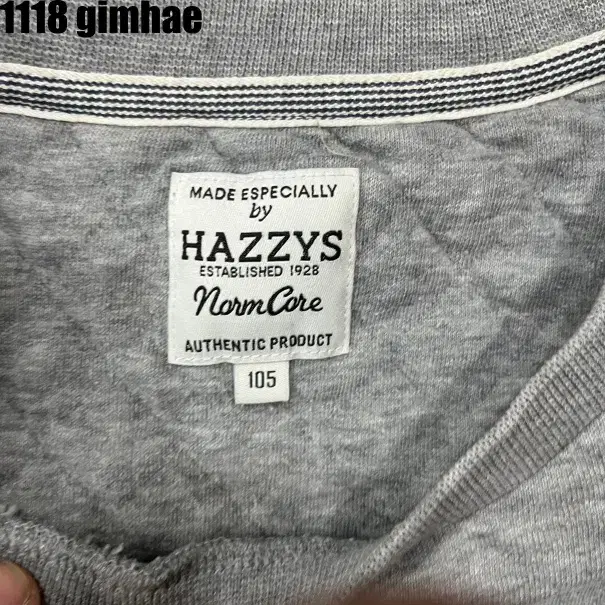 1118 gimhae
MADE ESPECIALLY
by
HAZZYS
ESTABLISHED 1928
NormCore
AUTHENTIC PRODUCT
105